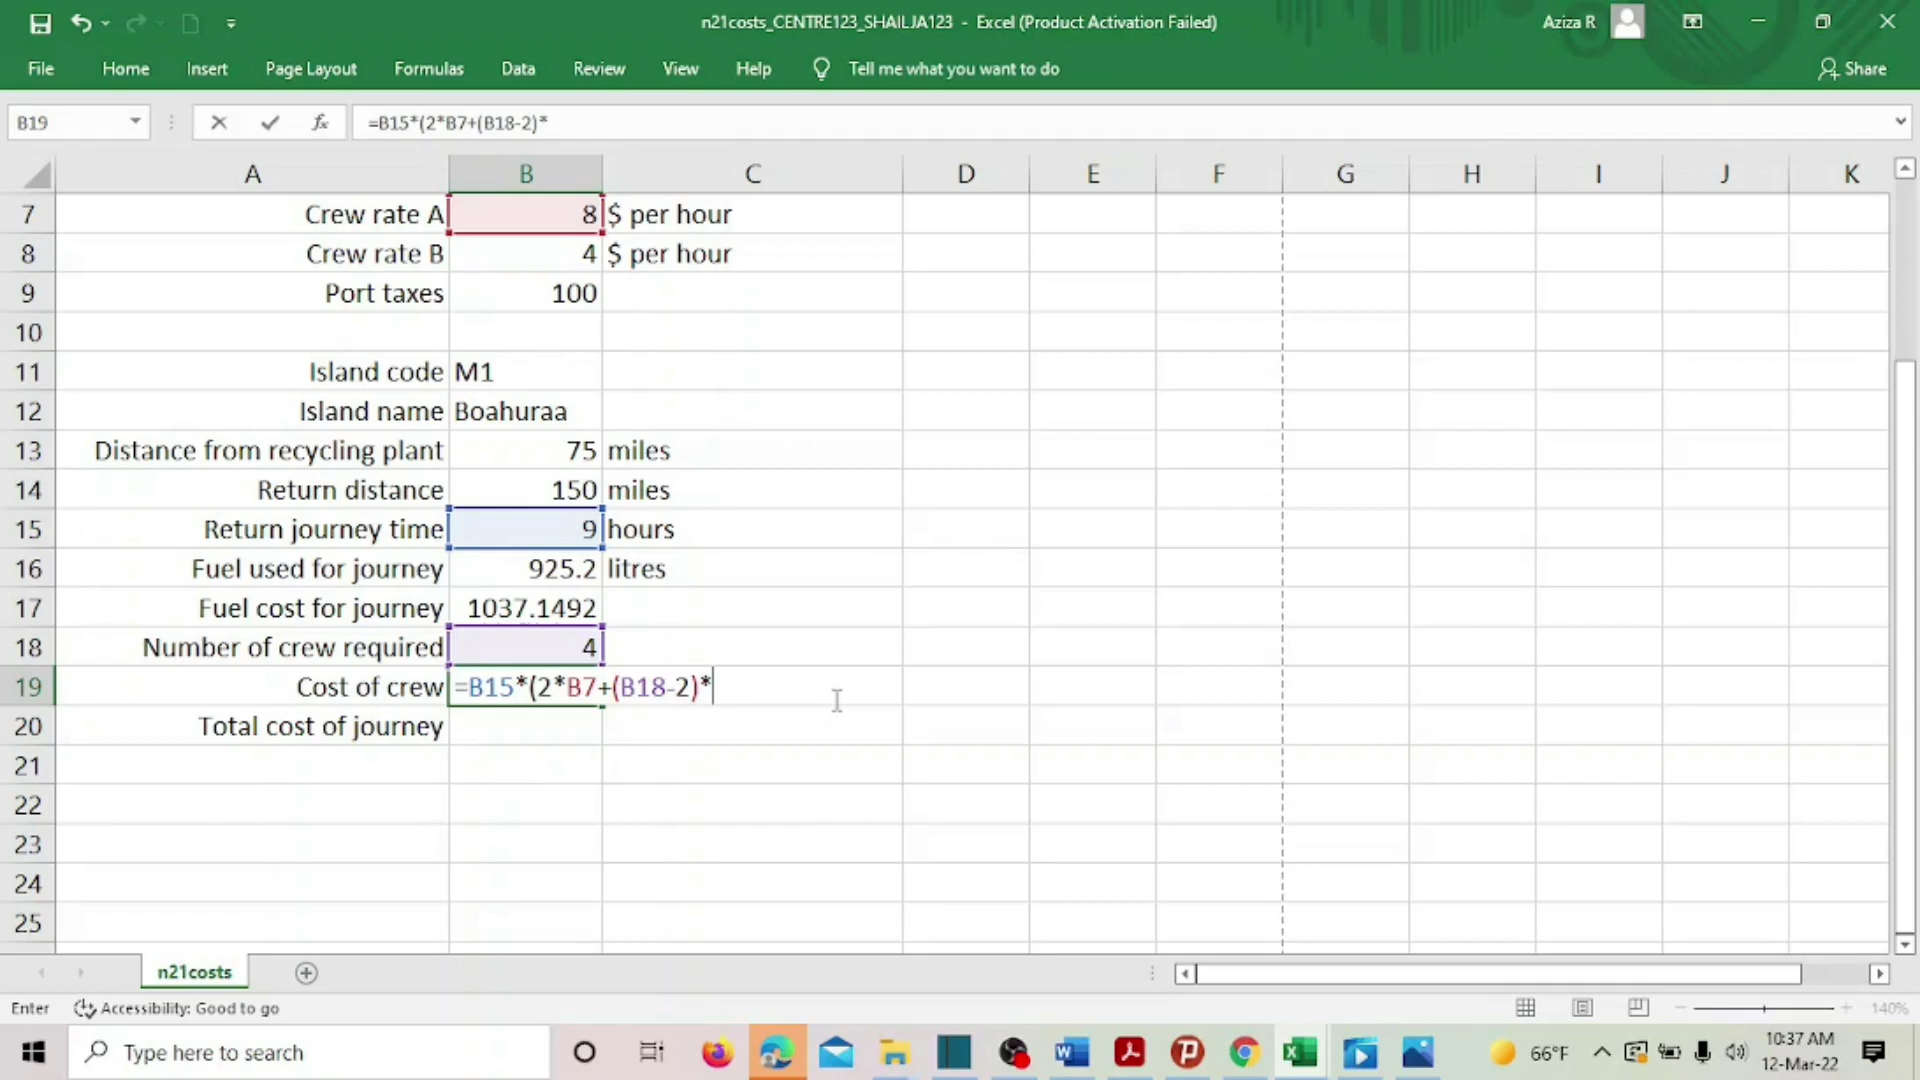 n21costs_CENTRE123_SHAILJA123 - Excel (Product Activation Failed)
Aziza R
File Home Insert Page Layout Formulas Data Review View Help Tell me what you want to do Share
B19 fx =B15*(2*B7+(B18-2)*
A B C D E F G H I J K
7 Crew rate A 8 $ per hour
8 Crew rate B 4 $ per hour
9 Port taxes 100
10
11 Island code M1
12 Island name Boahuraa
13 Distance from recycling plant 75 miles
14 Return distance 150 miles
15 Return journey time 9 hours
16 Fuel used for journey 925.2 litres
17 Fuel cost for journey 1037.1492
18 Number of crew required 4
19 Cost of crew =B15*(2*B7+(B18-2)*
20 Total cost of journey
21
22
23
24
25
n21costs
Enter Accessibility: Good to go 140%
Type here to search 66°F 10:37 AM
12-Mar-22